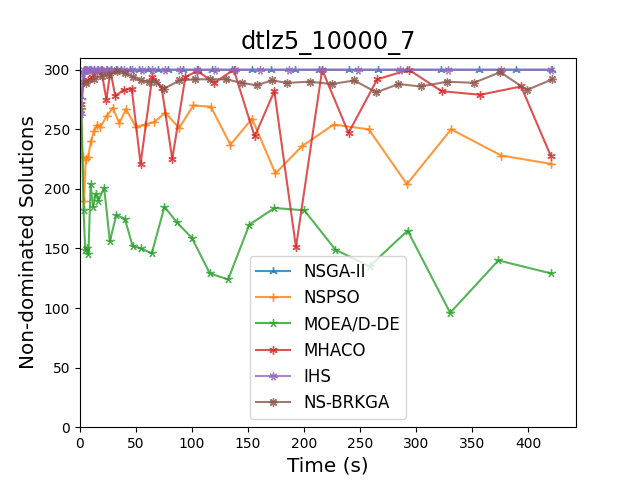 dtlz5_10000_7
Non-dominated Solutions
300
250
200
150
100
50
0
0 50 100 150 200 250 300 350 400
Time (s)
NSGA-II
NSPSO
MOEA/D-DE
MHACO
IHS
NS-BRKGA